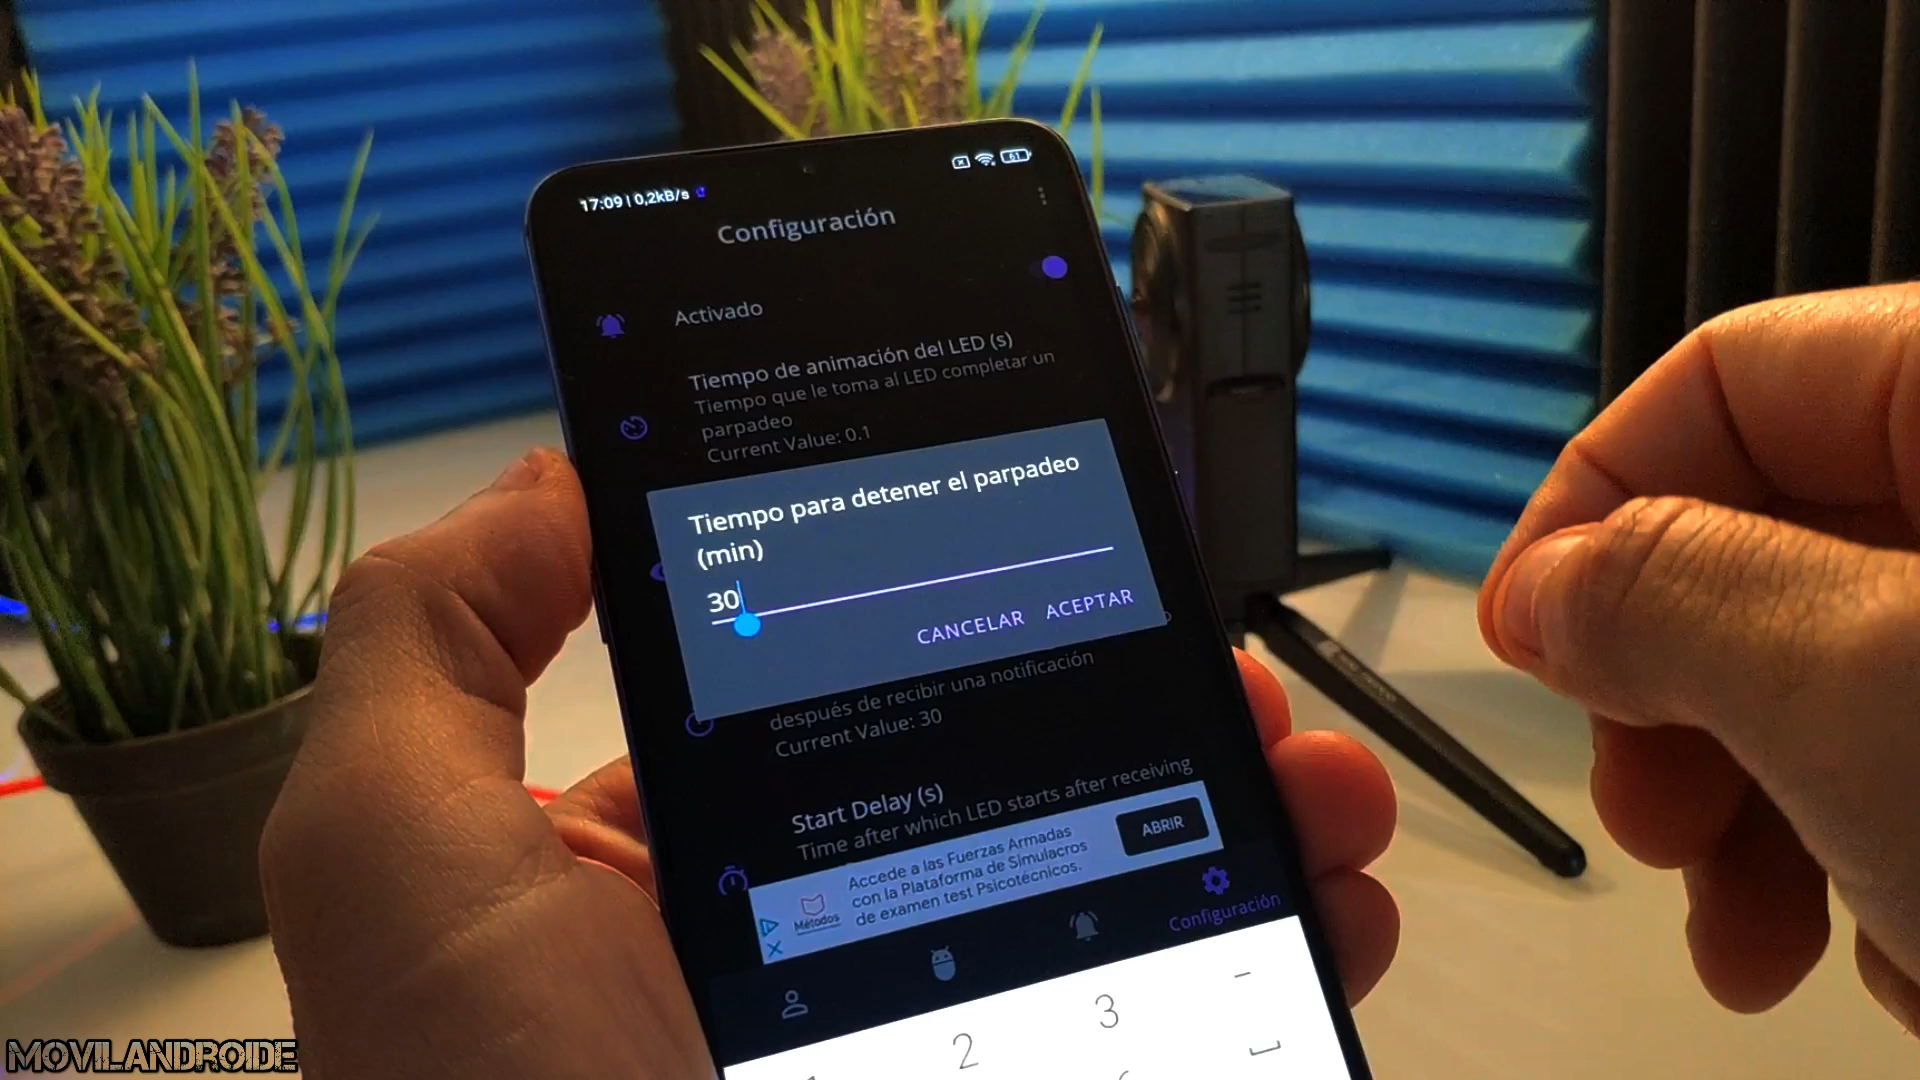 17:09 | 0,2kB/s
61
Configuración
Activado
Tiempo de animación del LED (s)
Tiempo que le toma al LED completar un
parpadeo
Current Value: 0.1
Tiempo para detener el parpadeo
(min)
30
CANCELAR ACEPTAR
después de recibir una notificación
Current Value: 30
Start Delay (s)
Time after which LED starts after receiving
Métodos
Accede a las Fuerzas Armadas
con la Plataforma de Simulacros
de examen test Psicotécnicos.
ABRIR
Configuración
2
3
-
MOVILANDROIDE